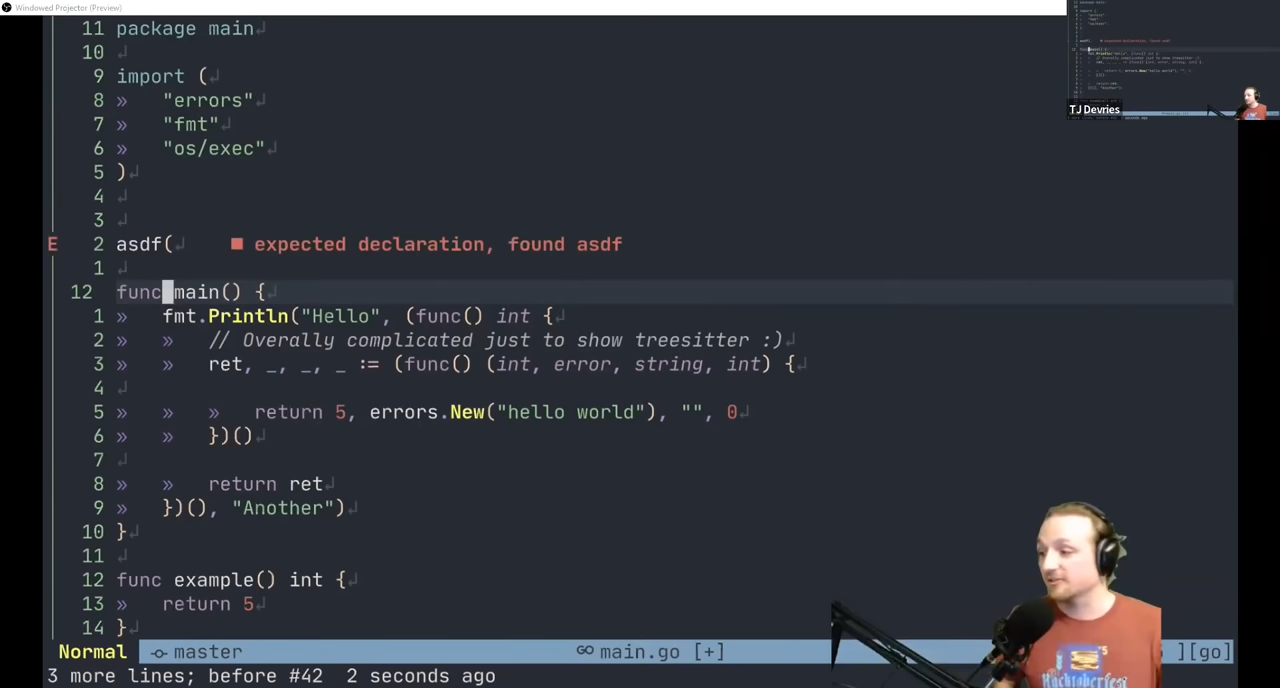 Windowed Projector (Preview)
11 package main↲
10 ↲
9 import (↲
8 »   "errors"↲
7 »   "fmt"↲
6 »   "os/exec"↲
5 )↲
4 ↲
3 ↲
E 2 asdf(↲ ■ expected declaration, found asdf
1 ↲
12 func main() {↲
1 »   fmt.Println("Hello", (func() int {↲
2 »   »   // Overally complicated just to show treesitter :)↲
3 »   »   ret, _, _, _ := (func() (int, error, string, int) {↲
4 ↲
5 »   »   »   return 5, errors.New("hello world"), "", 0↲
6 »   »   })()↲
7 ↲
8 »   »   return ret↲
9 »   })(), "Another")↲
10 }↲
11 ↲
12 func example() int {↲
13 »   return 5↲
14 }↲
Normal master main.go [+] ][go]
3 more lines; before #42 2 seconds ago
TJ Devries
Hacktoberfest